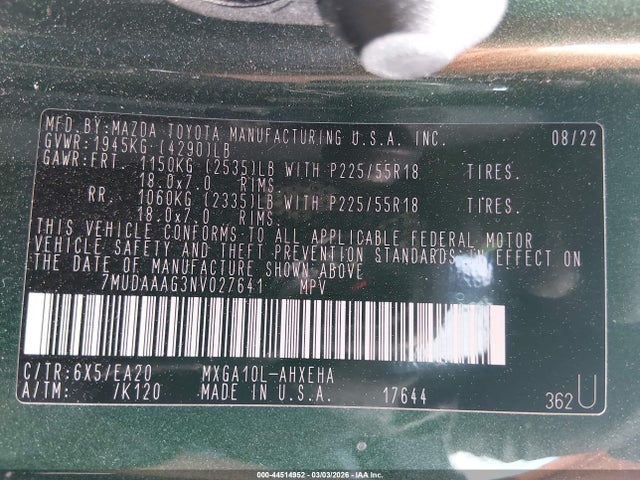 MFD.BY:MAZDA TOYOTA MANUFACTURING U.S.A. INC. 08/22
GVWR:1945KG (4290)LB
GAWR:FRT. 1150KG (2535)LB WITH P225/55R18 TIRES.
18.0x7.0 RIMS.
RR. 1060KG (2335)LB WITH P225/55R18 TIRES.
18.0x7.0 RIMS.
THIS VEHICLE CONFORMS TO ALL APPLICABLE FEDERAL MOTOR
VEHICLE SAFETY AND THEFT PREVENTION STANDARDS IN EFFECT ON
THE DATE OF MANUFACTURE SHOWN ABOVE
7MUDAAAG3NV027641 MPV
C/TR:6X5/EA20 MXGA10L-AHXEHA
A/TM: /K120 MADE IN U.S.A. 17644 362U
000-44514952 - 03/03/2026 - IAA Inc.